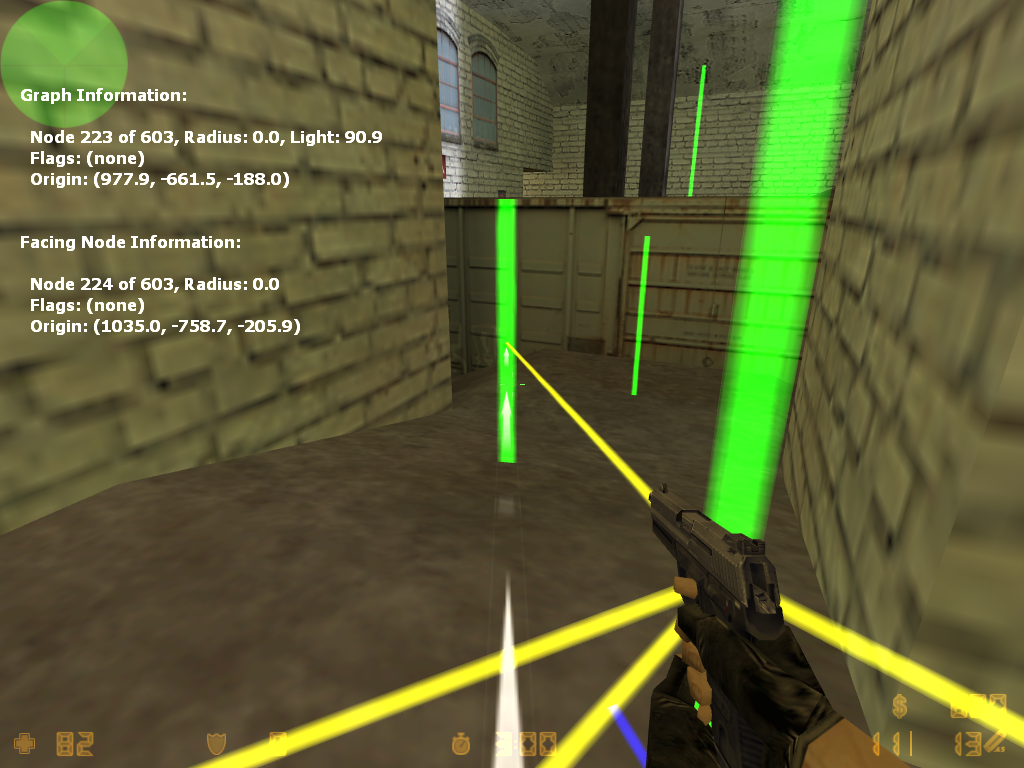 Graph Information:
Node 223 of 603, Radius: 0.0, Light: 90.9
Flags: (none)
Origin: (977.9, -661.5, -188.0)
Facing Node Information:
Node 224 of 603, Radius: 0.0
Flags: (none)
Origin: (1035.0, -758.7, -205.9)
$
82
11|
13